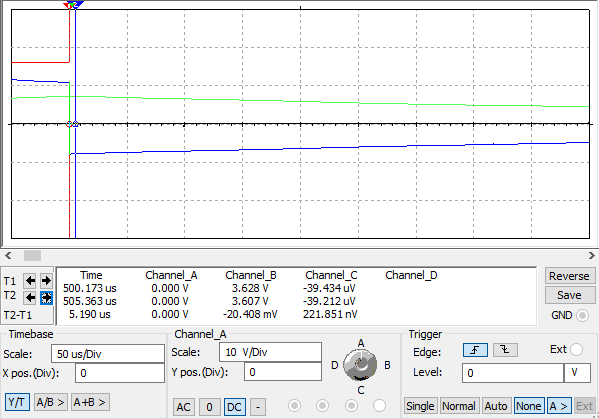 Time Channel_A Channel_B Channel_C Channel_D
T1 500.173 us 0.000 V 3.628 V -39.434 uV
T2 505.363 us 0.000 V 3.607 V -39.212 uV
T2-T1 5.190 us 0.000 V -20.408 mV 221.851 nV
Reverse
Save
GND
Timebase
Scale: 50 us/Div
X pos.(Div): 0
Y/T A/B > A+B >
Channel_A
Scale: 10 V/Div
Y pos.(Div): 0
AC 0 DC -
A
D B
C
Trigger
Edge: Ext
Level: 0 V
Single Normal Auto None A > Ext